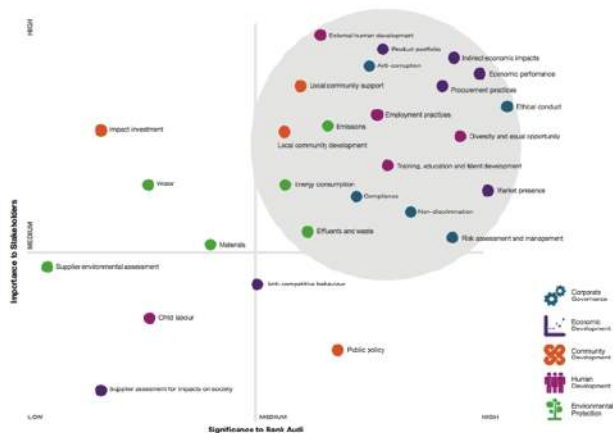 HIGH
External human development
Product portfolio
Anti-corruption
Indirect economic impacts
Economic performance
Local community support
Procurement practices
Ethical conduct
Employment practices
Impact investment
Emissions
Diversity and equal opportunity
Local community development
Training, education and talent development
Water
Energy consumption
Market presence
Compliance
Non-discrimination
Effluents and waste
Risk assessment and management
Materials
MEDIUM
Supplier environmental assessment
Anti-competitive behaviour
Child labour
Public policy
Supplier assessment for impacts on society
Importance to Stakeholders
LOW
MEDIUM
HIGH
Significance to Bank Audi
Corporate
Governance
Economic
Development
Community
Development
Human
Development
Environmental
Protection